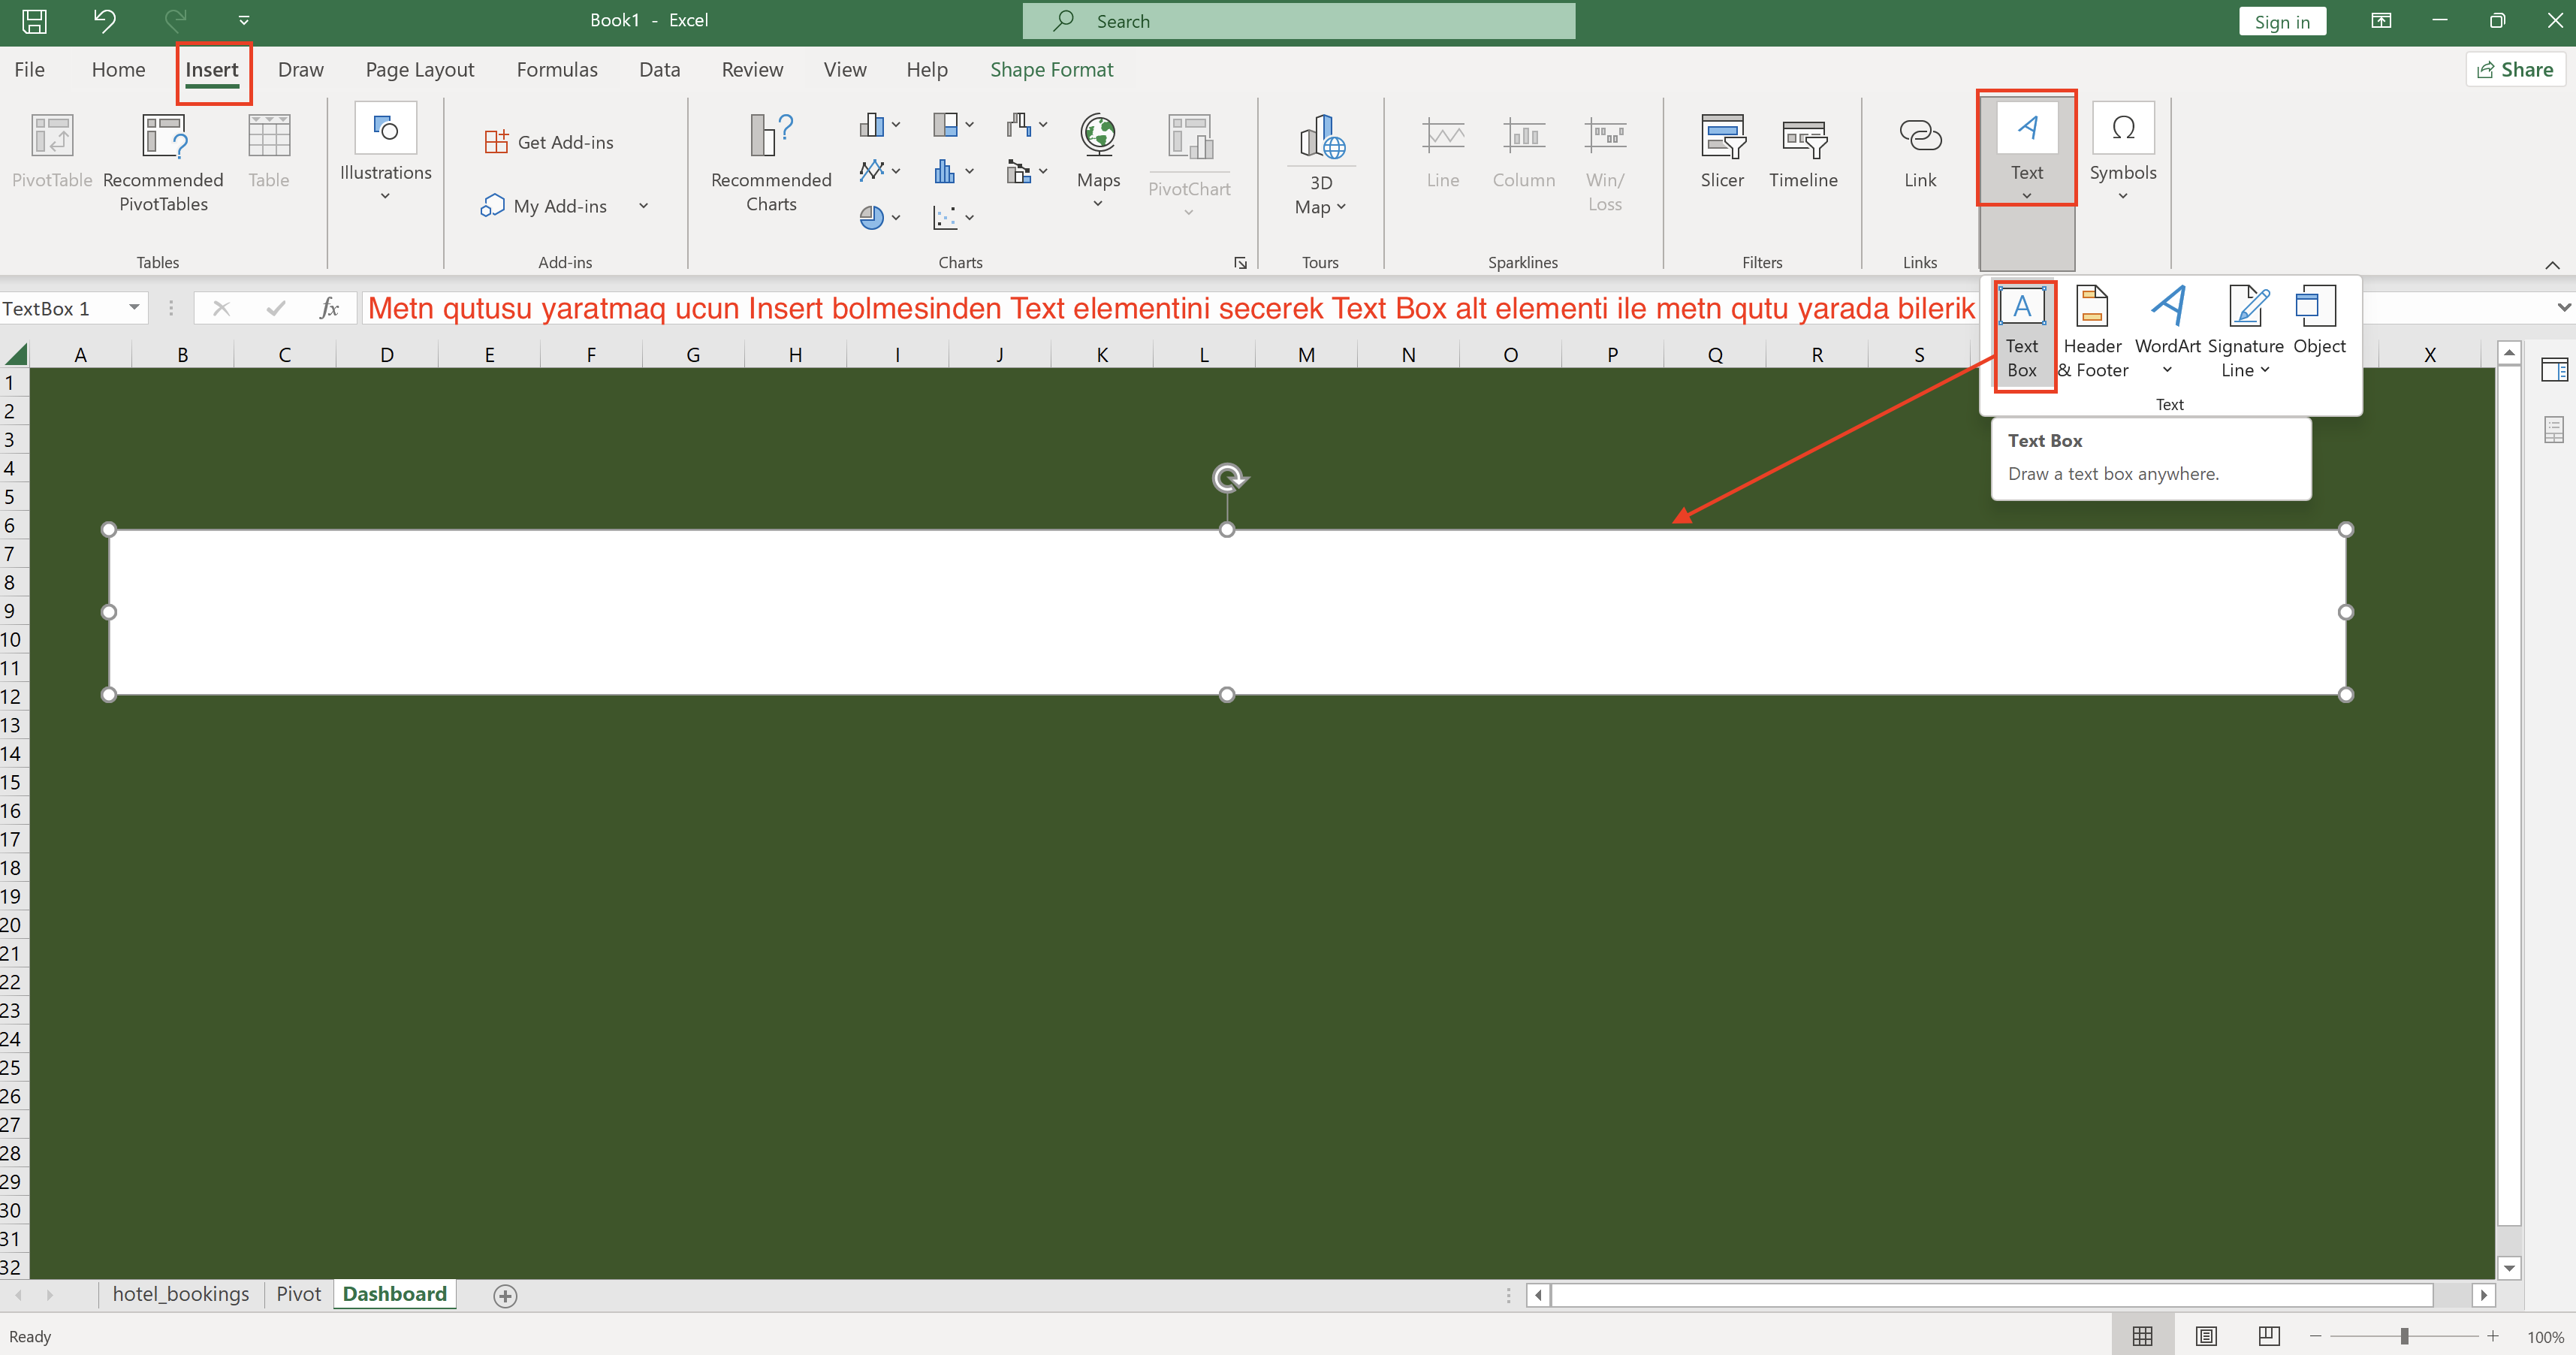 Book1 - Excel
Search
Sign in
File Home Insert Draw Page Layout Formulas Data Review View Help Shape Format
Share
PivotTable
Recommended
PivotTables
Table
Tables
Illustrations
Get Add-ins
My Add-ins
Add-ins
Recommended
Charts
Maps
PivotChart
Charts
3D
Map
Tours
Line
Column
Win/
Loss
Sparklines
Slicer
Timeline
Filters
Link
Links
Text
Symbols
Ω
TextBox 1
fx
Metn qutusu yaratmaq ucun Insert bolmesinden Text elementini secerek Text Box alt elementi ile metn qutu yarada bilerik
Text
Box
Header
& Footer
WordArt
Signature
Line
Object
Text
Text Box
Draw a text box anywhere.
A B C D E F G H I J K L M N O P Q R S X
1
2
3
4
5
6
7
8
9
10
11
12
13
14
15
16
17
18
19
20
21
22
23
24
25
26
27
28
29
30
31
32
hotel_bookings Pivot Dashboard
Ready
100%